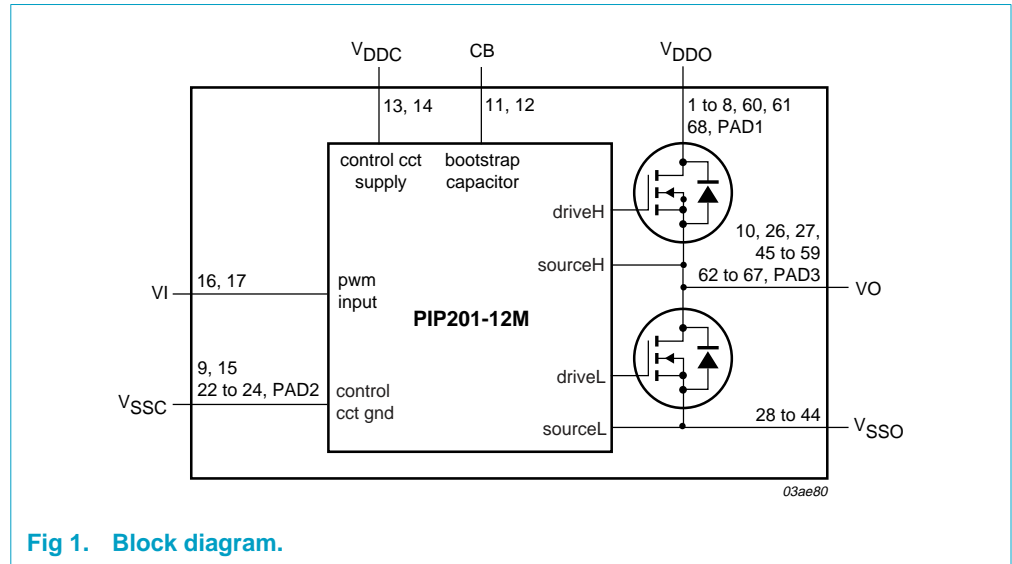 VDDC CB VDDO
13, 14 11, 12 1 to 8, 60, 61
68, PAD1
control cct
supply
bootstrap
capacitor
driveH
10, 26, 27,
45 to 59
62 to 67, PAD3
sourceH
VI 16, 17 pwm
input
VO
PIP201-12M
9, 15
22 to 24, PAD2
VSSC
control
cct gnd
driveL
sourceL
28 to 44
VSSO
03ae80
Fig 1. Block diagram.